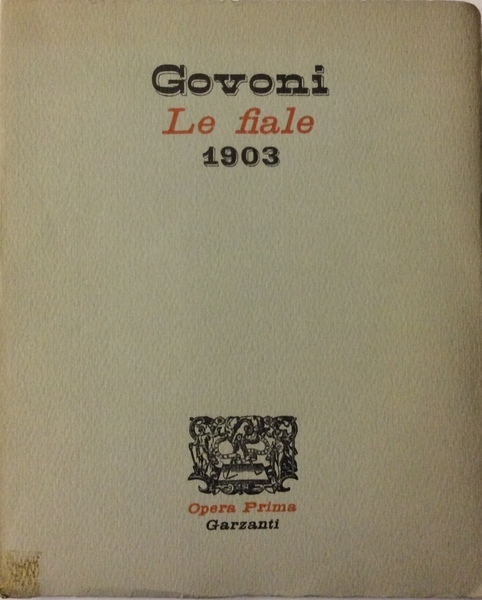 Govoni
Le fiale
1903
Opera Prima
Garzanti